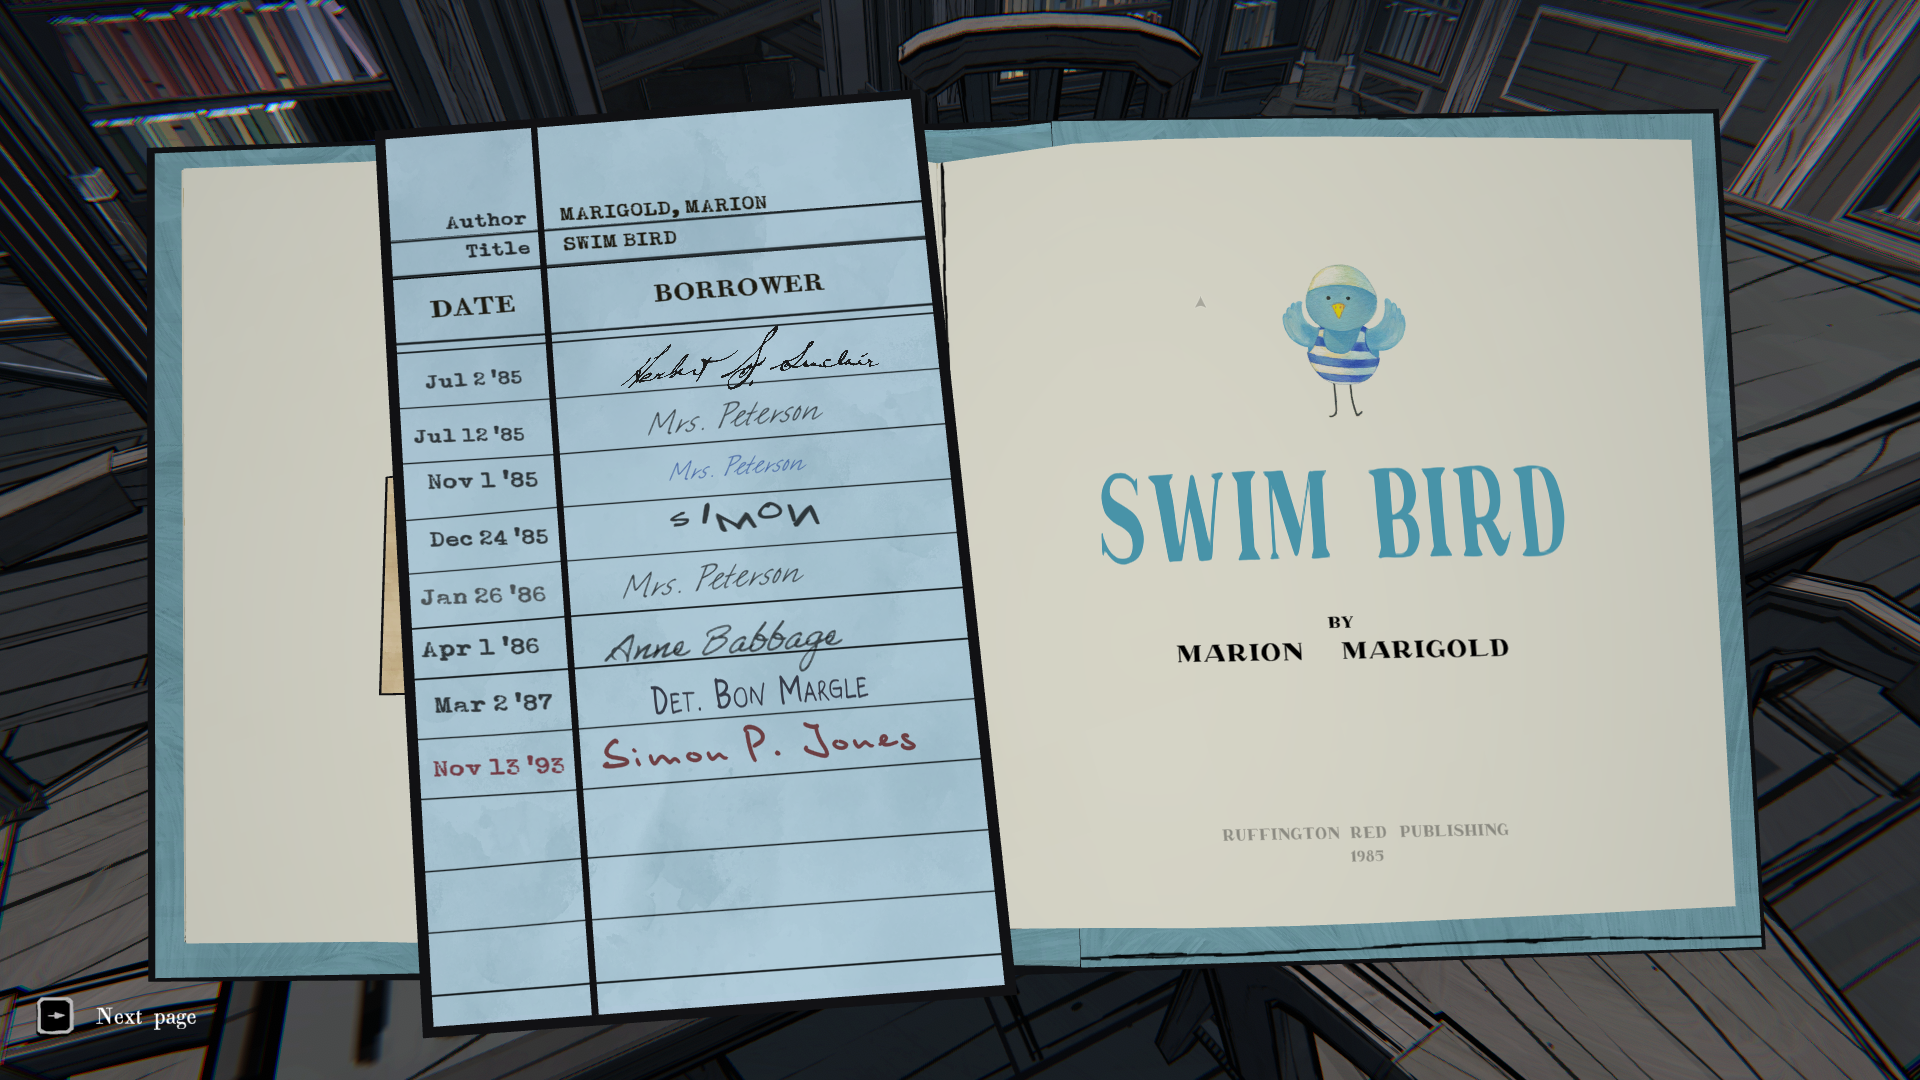 Author MARIGOLD, MARION
Title SWIM BIRD
DATE BORROWER
Jul 2 '85 Herbert S. Sinclair
Jul 12 '85 Mrs. Peterson
Nov 1 '85 Mrs. Peterson
Dec 24 '85 SIMON
Jan 26 '86 Mrs. Peterson
Apr 1 '86 Anne Babbage
Mar 2 '87 DET. BON MARGLE
Nov 13 '93 Simon P. Jones
SWIM BIRD
BY
MARION MARIGOLD
RUFFINGTON RED PUBLISHING
1985
Next page